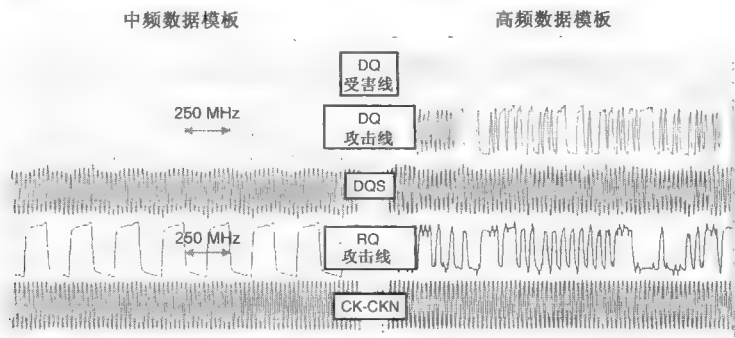 中频数据模板
高频数据模板
DQ
受害线
250 MHz
DQ
攻击线
DQS
250 MHz
RQ
攻击线
CK-CKN